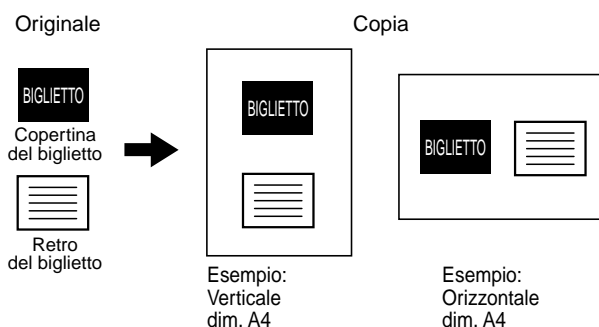 Originale
Copia
BIGLIETTO
Copertina
del biglietto
Retro
del biglietto
BIGLIETTO
Esempio:
Verticale
dim. A4
BIGLIETTO
Esempio:
Orizzontale
dim. A4